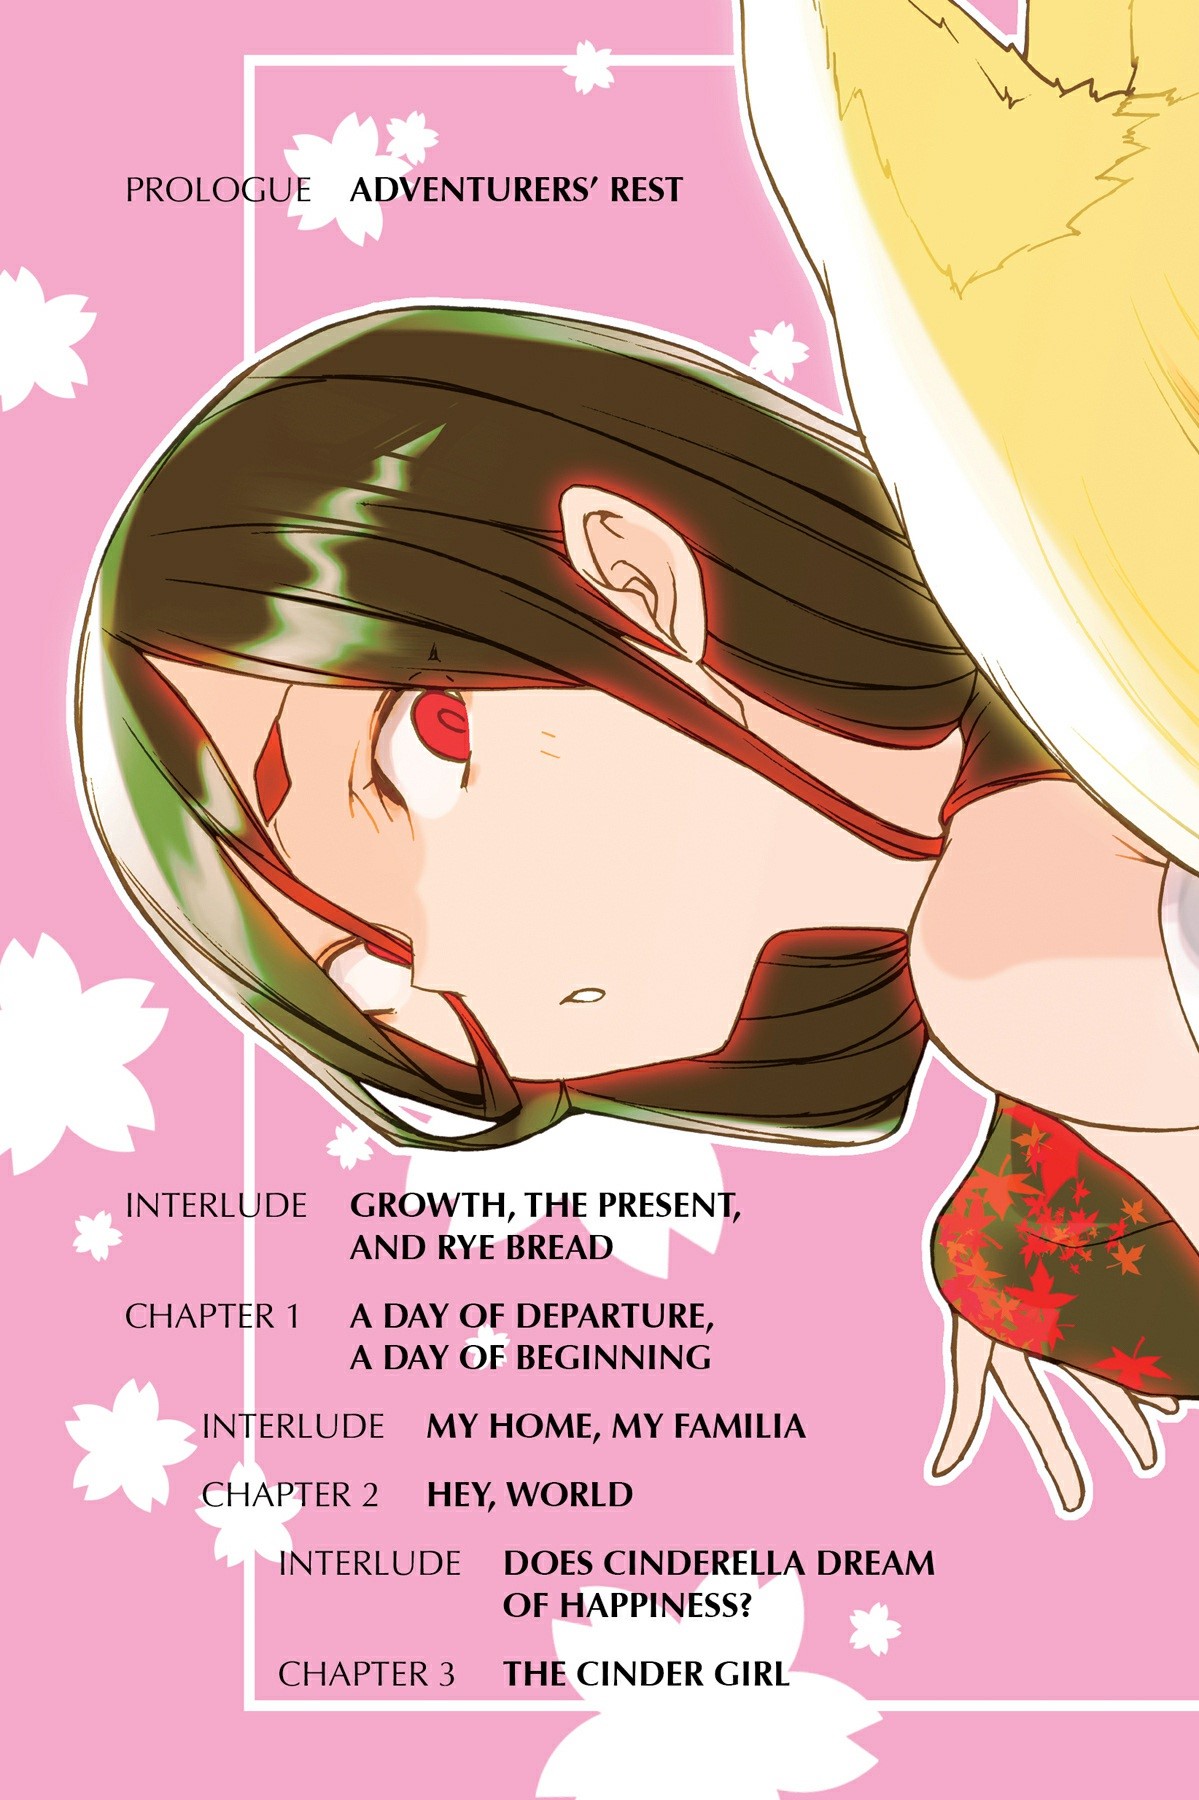 PROLOGUE ADVENTURERS’ REST
INTERLUDE GROWTH, THE PRESENT,
AND RYE BREAD
CHAPTER 1 A DAY OF DEPARTURE,
A DAY OF BEGINNING
INTERLUDE MY HOME, MY FAMILIA
CHAPTER 2 HEY, WORLD
INTERLUDE DOES CINDERELLA DREAM
OF HAPPINESS?
CHAPTER 3 THE CINDER GIRL